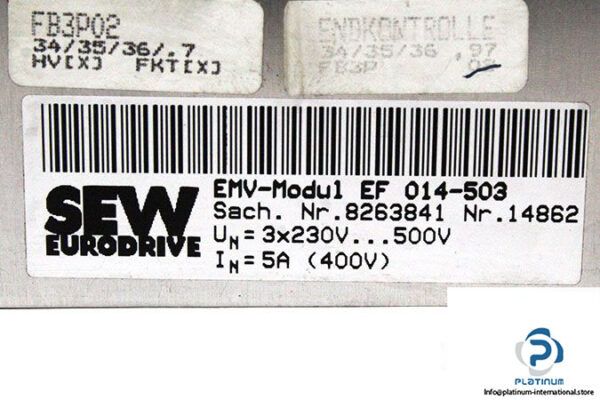 FB3P02
34/35/36/.7
HV[X] FKT[X]
ENDKONTROLLE
34/35/36 .97
FB3P 02
EMV-Modul EF 014-503
Sach. Nr.8263841 Nr.14862
SEW
EURODRIVE
UN = 3x230V...500V
IN = 5A (400V)
PLATINUM
info@platinum-international.store